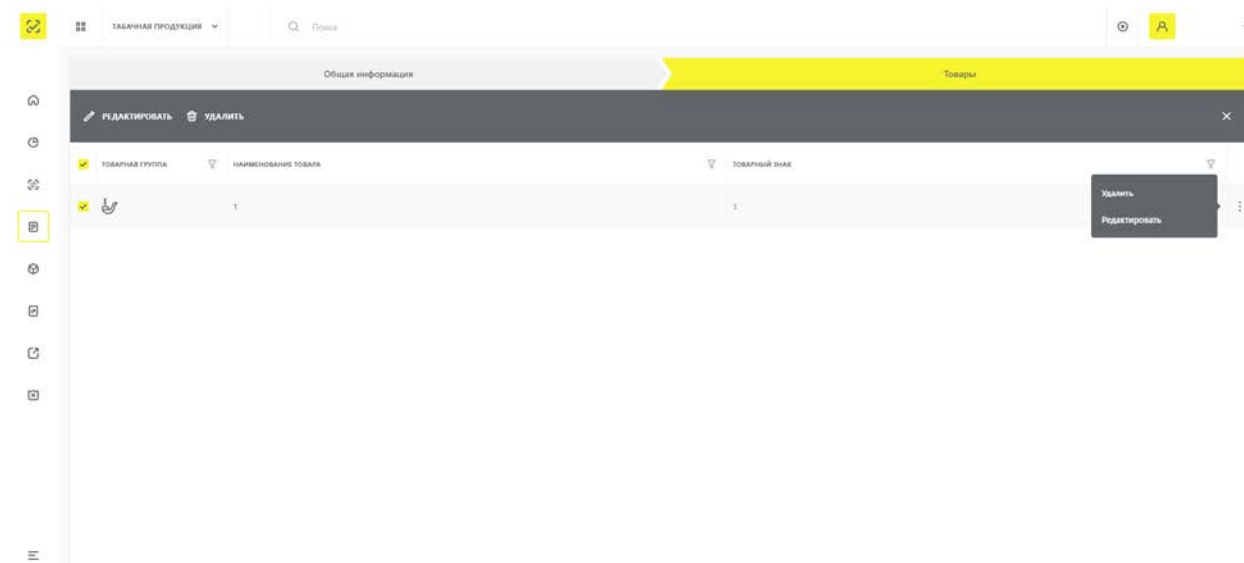 ТАБАЧНАЯ ПРОДУКЦИЯ
Поиск
Общая информация
Товары
РЕДАКТИРОВАТЬ УДАЛИТЬ
ТОВАРНАЯ ГРУППА НАИМЕНОВАНИЕ ТОВАРА ТОВАРНЫЙ ЗНАК
1 1
Удалить
Редактировать